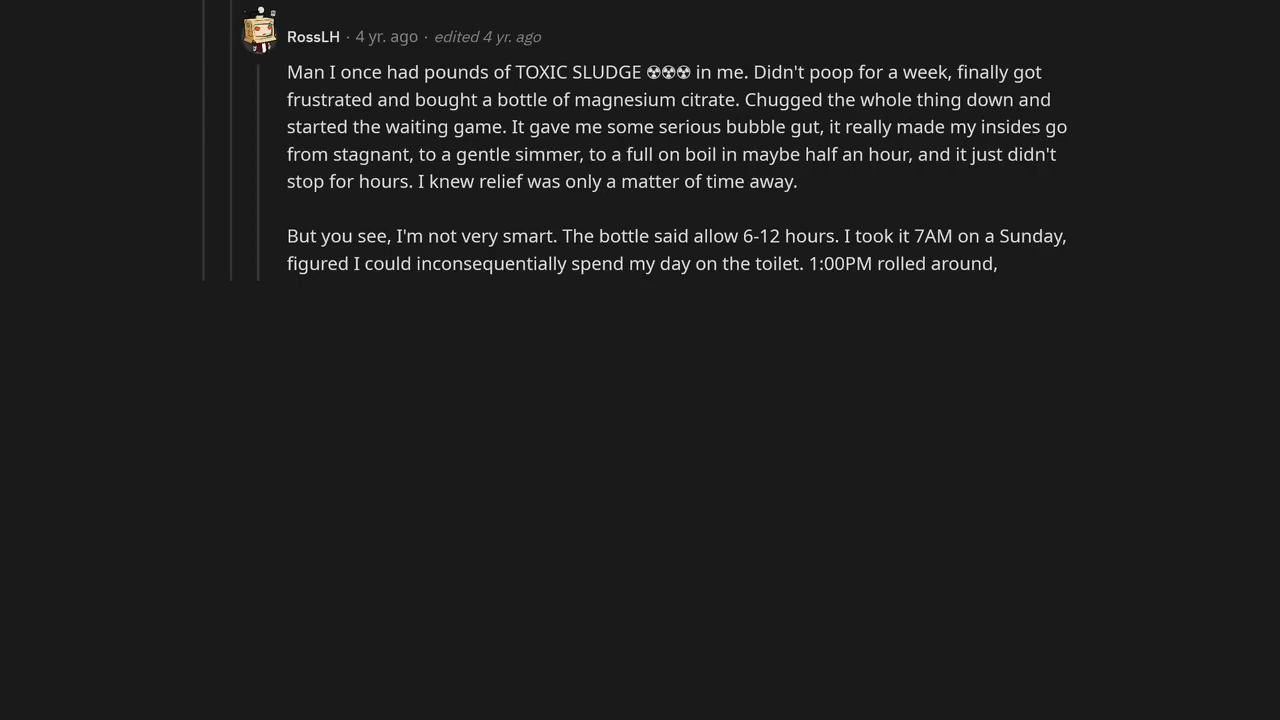 RossLH · 4 yr. ago · edited 4 yr. ago
Man I once had pounds of TOXIC SLUDGE ☢☢☢ in me. Didn't poop for a week, finally got
frustrated and bought a bottle of magnesium citrate. Chugged the whole thing down and
started the waiting game. It gave me some serious bubble gut, it really made my insides go
from stagnant, to a gentle simmer, to a full on boil in maybe half an hour, and it just didn't
stop for hours. I knew relief was only a matter of time away.
But you see, I'm not very smart. The bottle said allow 6-12 hours. I took it 7AM on a Sunday,
figured I could inconsequentially spend my day on the toilet. 1:00PM rolled around,